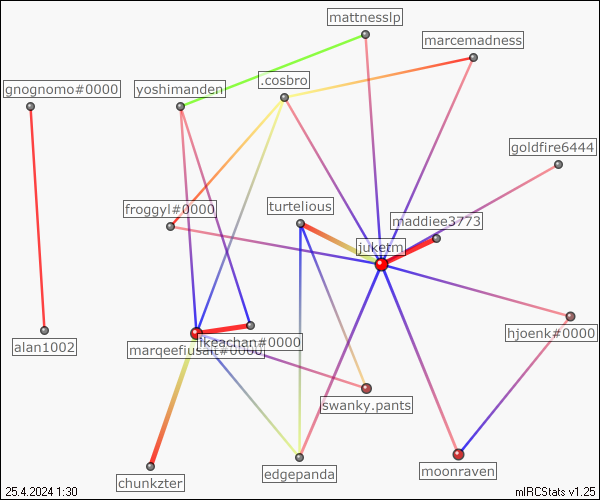 mattnesslp
marcemadness
.cosbro
gnognomo#0000
yoshimanden
goldfire6444
turtelious
froggyl#0000
maddiee3773
juketm
hjoenk#0000
ikeachan#0000
alan1002
marqeefiusalt#0000
swanky.pants
moonraven
edgepanda
chunkzter
25.4.2024 1:30
mIRCStats v1.25